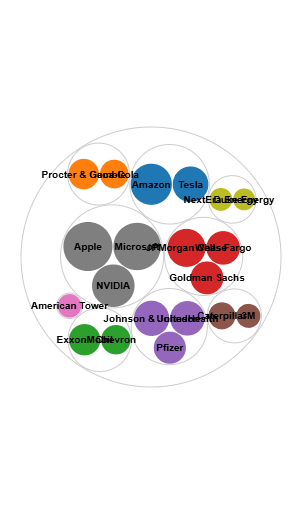 Procter & Gamble
Coca-Cola
Amazon
Tesla
NextEra Energy
Duke Energy
Apple
Microsoft
NVIDIA
JPMorgan Chase
Wells Fargo
Goldman Sachs
American Tower
Johnson & Johnson
UnitedHealth
Pfizer
Caterpillar
3M
ExxonMobil
Chevron